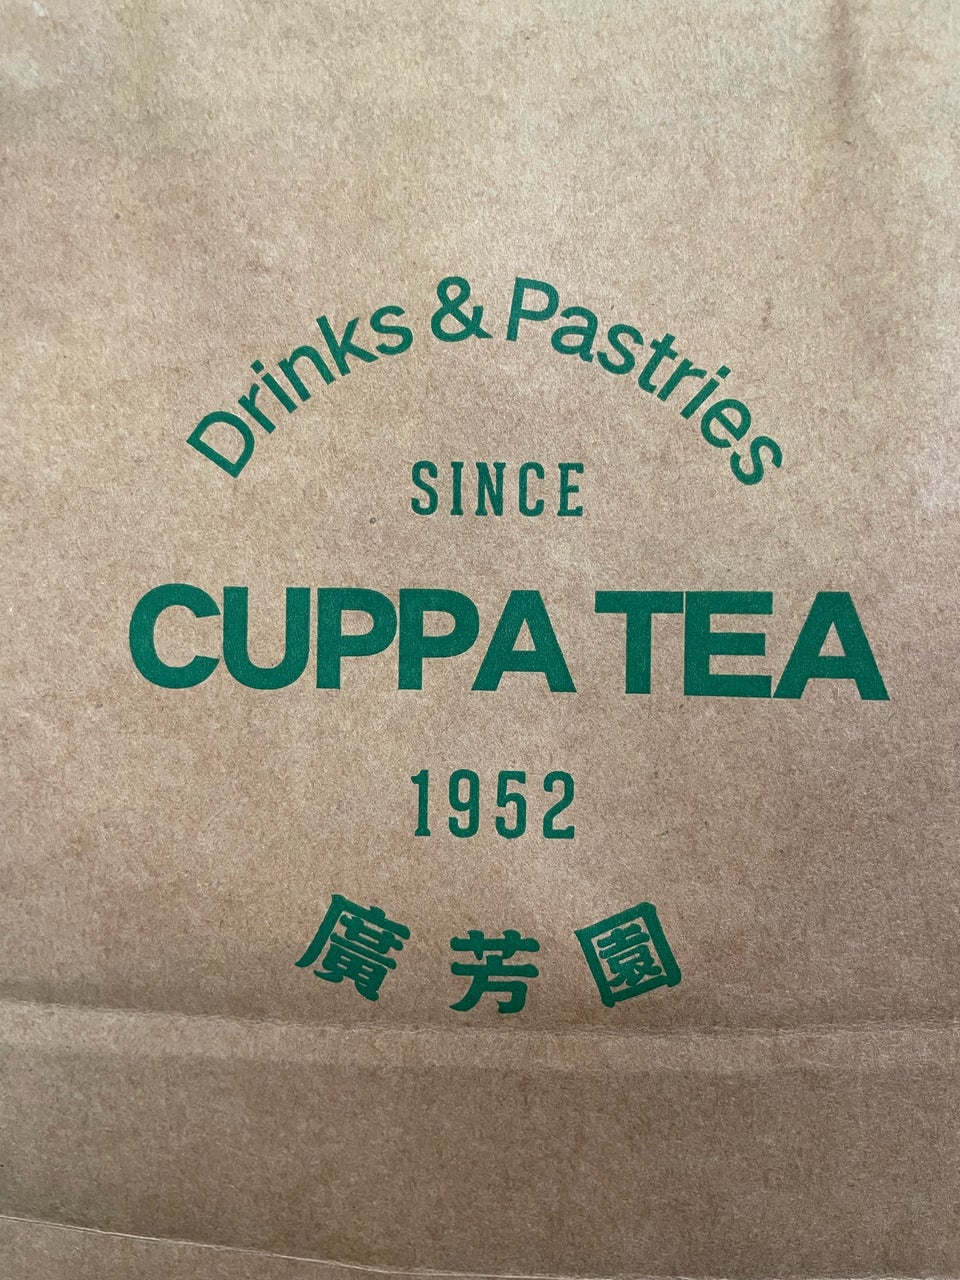 Drinks & Pastries
SINCE
CUPPA TEA
1952
廣芳園